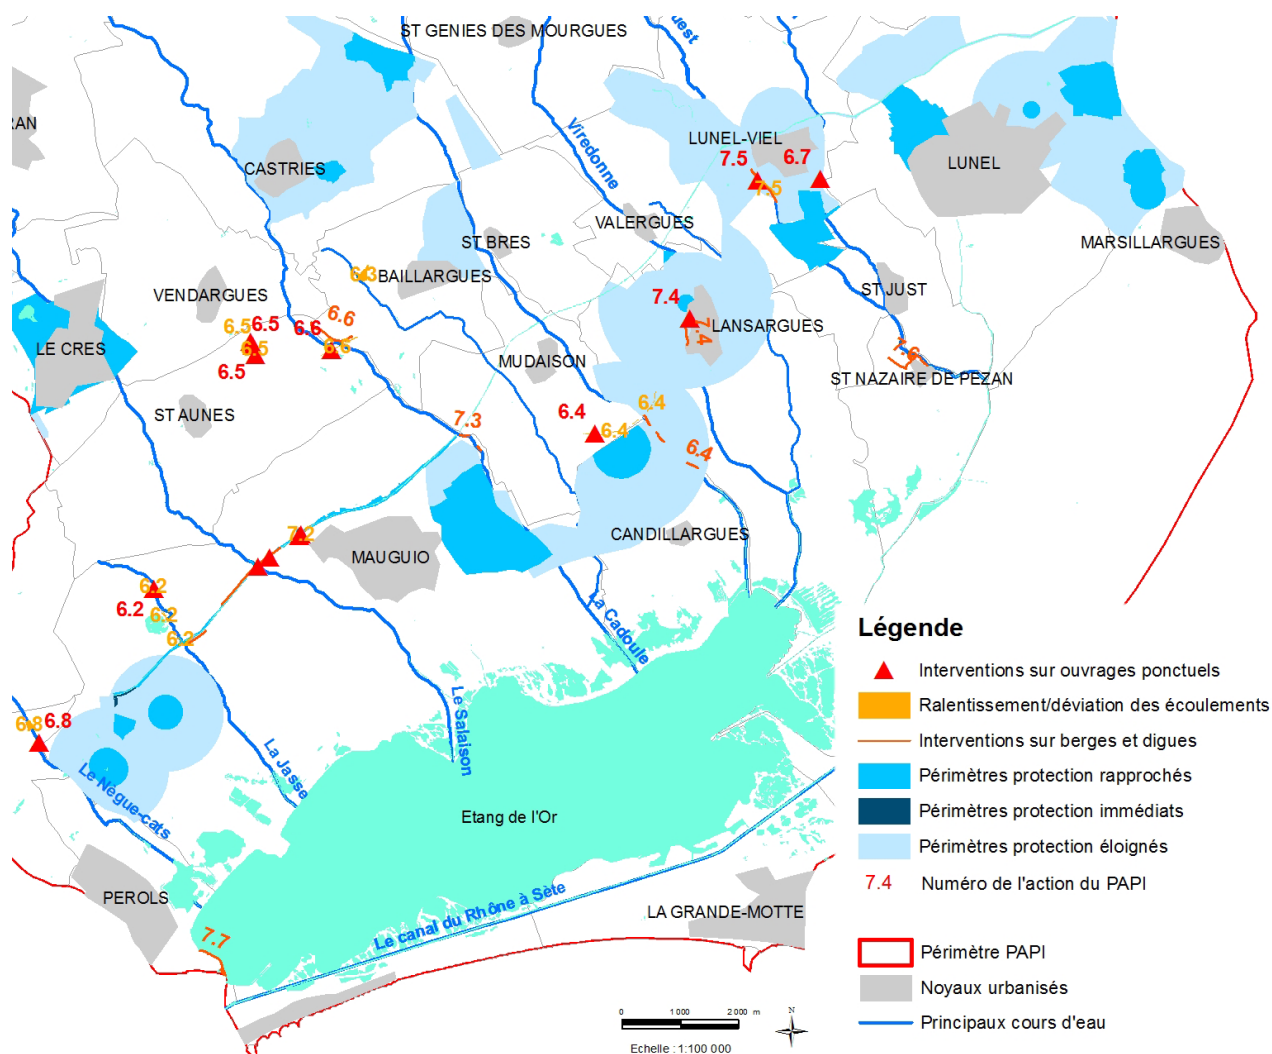 ST GENIES DES MOURGUES
uest
RAN
CASTRIES
Viredonne
LUNEL-VIEL
7.5
6.7
7.5
LUNEL
VALERGUES
ST BRES
MARSILLARGUES
6.3
BAILLARGUES
VENDARGUES
7.4
ST JUST
6.5
6.5
6.6
6.6
LANSARGUES
7.4
LE CRES
6.5
6.6
6.5
MUDAISON
7.6
ST NAZAIRE DE PEZAN
ST AUNES
7.3
6.4
6.4
6.4
6.4
7.2
MAUGUIO
CANDILLARGUES
6.2
6.2
6.2
6.2
La Cadoule
6.8
6.8
Le Salaison
La Jasse
Le Nègue-cats
Etang de l'Or
PEROLS
LA GRANDE-MOTTE
Le canal du Rhône à Sète
7.7
Légende
Interventions sur ouvrages ponctuels
Ralentissement/déviation des écoulements
Interventions sur berges et digues
Périmètres protection rapprochés
Périmètres protection immédiats
Périmètres protection éloignés
7.4 Numéro de l'action du PAPI
Périmètre PAPI
Noyaux urbanisés
Principaux cours d'eau
0 1 000 2 000 m
N
Echelle : 1:100 000